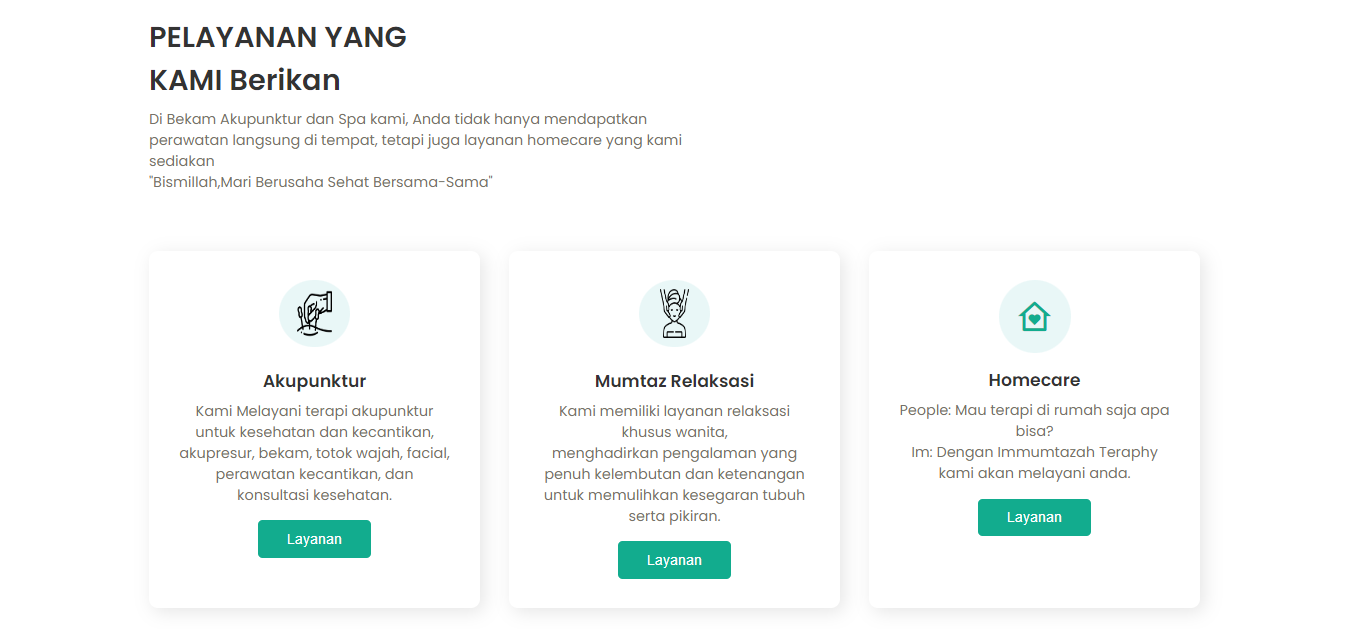 PELAYANAN YANG
KAMI Berikan
Di Bekam Akupunktur dan Spa kami, Anda tidak hanya mendapatkan
perawatan langsung di tempat, tetapi juga layanan homecare yang kami
sediakan
"Bismillah,Mari Berusaha Sehat Bersama-Sama"
Akupunktur
Kami Melayani terapi akupunktur
untuk kesehatan dan kecantikan,
akupresur, bekam, totok wajah, facial,
perawatan kecantikan, dan
konsultasi kesehatan.
Layanan
Mumtaz Relaksasi
Kami memiliki layanan relaksasi
khusus wanita,
menghadirkan pengalaman yang
penuh kelembutan dan ketenangan
untuk memulihkan kesegaran tubuh
serta pikiran.
Layanan
Homecare
People: Mau terapi di rumah saja apa
bisa?
Im: Dengan Immumtazah Teraphy
kami akan melayani anda.
Layanan